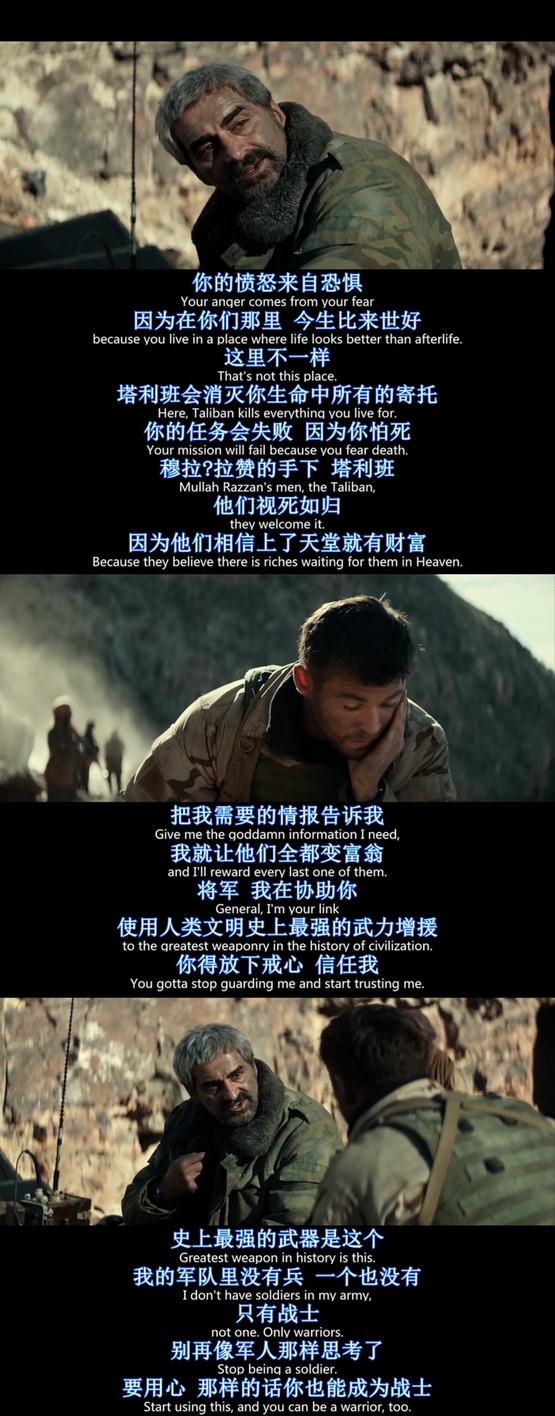 你的愤怒来自恐惧
Your anger comes from your fear
因为在你们那里 今生比来世好
because you live in a place where life looks better than afterlife.
这里不一样
That's not this place.
塔利班会消灭你生命中所有的寄托
Here, Taliban kills everything you live for.
你的任务会失败 因为你怕死
Your mission will fail because you fear death.
穆拉?拉赞的手下 塔利班
Mullah Razzan's men, the Taliban,
他们视死如归
they welcome it.
因为他们相信上了天堂就有财富
Because they believe there is riches waiting for them in Heaven.
把我需要的情报告诉我
Give me the goddamn information I need,
我就让他们全都变富翁
and I'll reward every last one of them.
将军 我在协助你
General, I'm your link
使用人类文明史上最强的武力增援
to the greatest weaponry in the history of civilization.
你得放下戒心 信任我
You gotta stop guarding me and start trusting me.
史上最强的武器是这个
Greatest weapon in history is this.
我的军队里没有兵 一个也没有
I don't have soldiers in my army,
只有战士
not one. Only warriors.
别再像军人那样思考了
Stop being a soldier.
要用心 那样的话你也能成为战士
Start using this, and you can be a warrior, too.